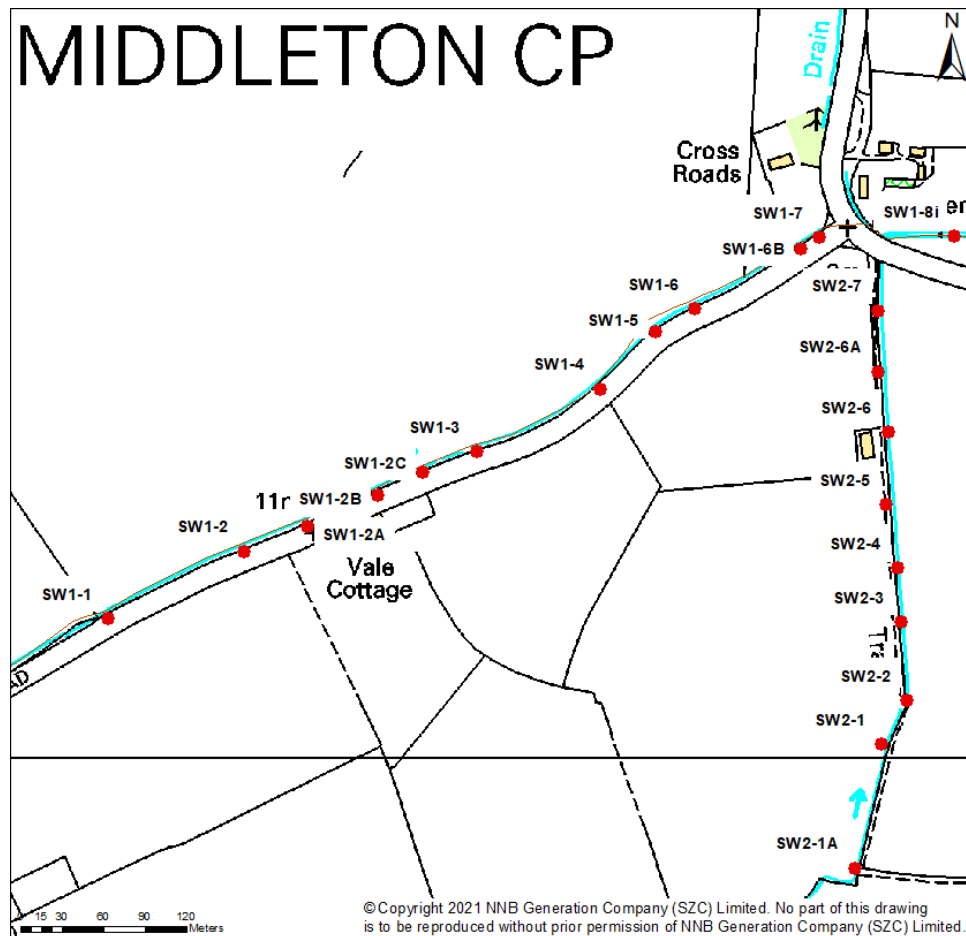 MIDDLETON CP
N
Drain
Cross
Roads
SW1-7
SW1-8i
SW1-6B
SW2-7
SW1-6
SW1-5
SW2-6A
SW1-4
SW2-6
SW1-3
SW1-2C
SW2-5
SW1-2B
SW1-2
SW1-2A
SW2-4
Vale
Cottage
SW1-1
SW2-3
SW2-2
SW2-1
SW2-1A
0 15 30 60 90 120
Meters
© Copyright 2021 NNB Generation Company (SZC) Limited. No part of this drawing
is to be reproduced without prior permission of NNB Generation Company (SZC) Limited.